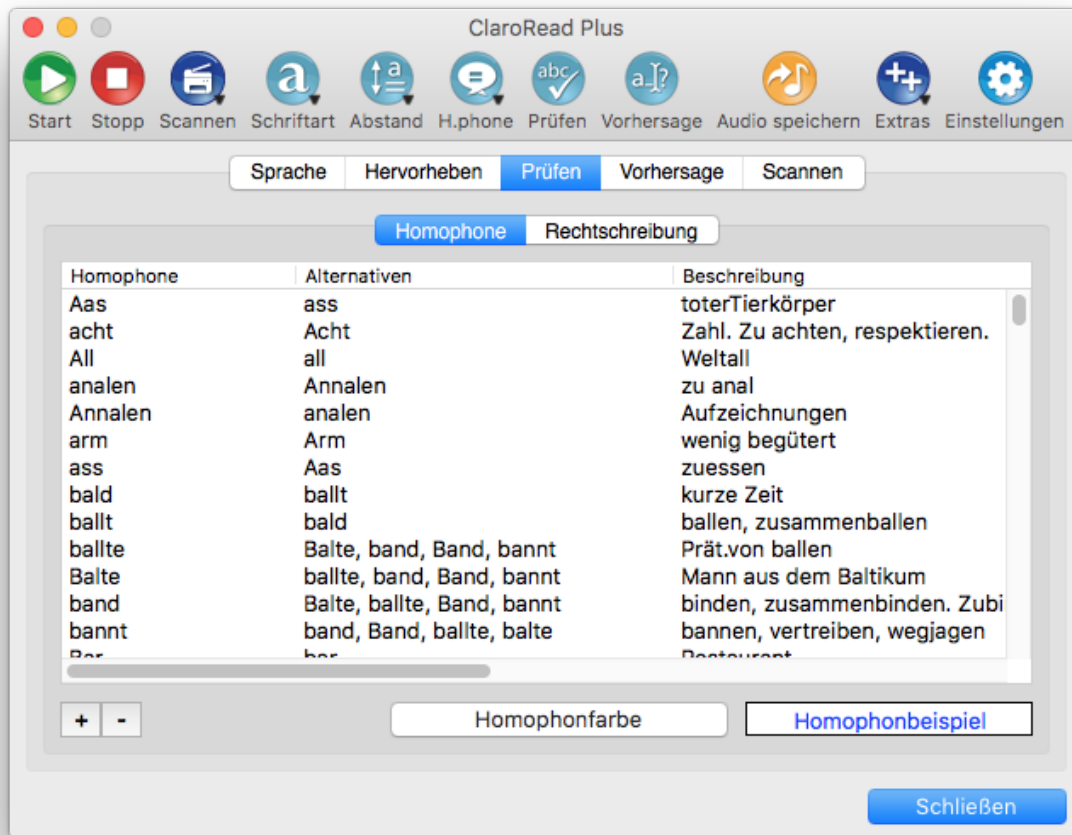 ClaroRead Plus
a a abc a ?
Start Stopp Scannen Schriftart Abstand H.phone Prüfen Vorhersage Audio speichern Extras Einstellungen
Sprache Hervorheben Prüfen Vorhersage Scannen
Homophone Rechtschreibung
Homophone Alternativen Beschreibung
Aas ass toterTierkörper
acht Acht Zahl. Zu achten, respektieren.
All all Weltall
analen Annalen zu anal
Annalen analen Aufzeichnungen
arm Arm wenig begütert
ass Aas zuessen
bald ballt kurze Zeit
ballt bald ballen, zusammenballen
ballte Balte, band, Band, bannt Prät.von ballen
Balte ballte, band, Band, bannt Mann aus dem Baltikum
band Balte, ballte, Band, bannt binden, zusammenbinden. Zubi
bannt band, Band, ballte, balte bannen, vertreiben, wegjagen
Bar bar Restaurant
+ - Homophonfarbe Homophonbeispiel
Schließen